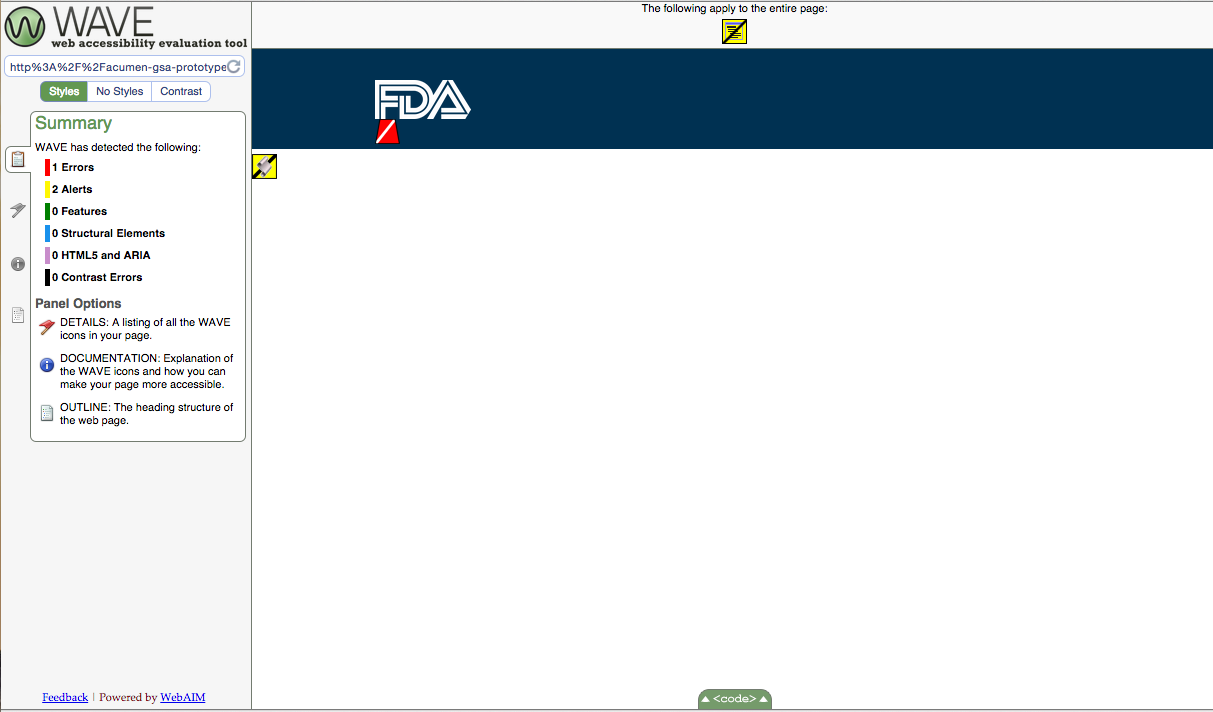 WAVE
web accessibility evaluation tool
http%3A%2F%2Facumen-gsa-prototype
Styles No Styles Contrast
Summary
WAVE has detected the following:
1 Errors
2 Alerts
0 Features
0 Structural Elements
0 HTML5 and ARIA
0 Contrast Errors
Panel Options
DETAILS: A listing of all the WAVE
icons in your page.
DOCUMENTATION: Explanation of
the WAVE icons and how you can
make your page more accessible.
OUTLINE: The heading structure of
the web page.
Feedback | Powered by WebAIM
The following apply to the entire page:
FDA
<code>